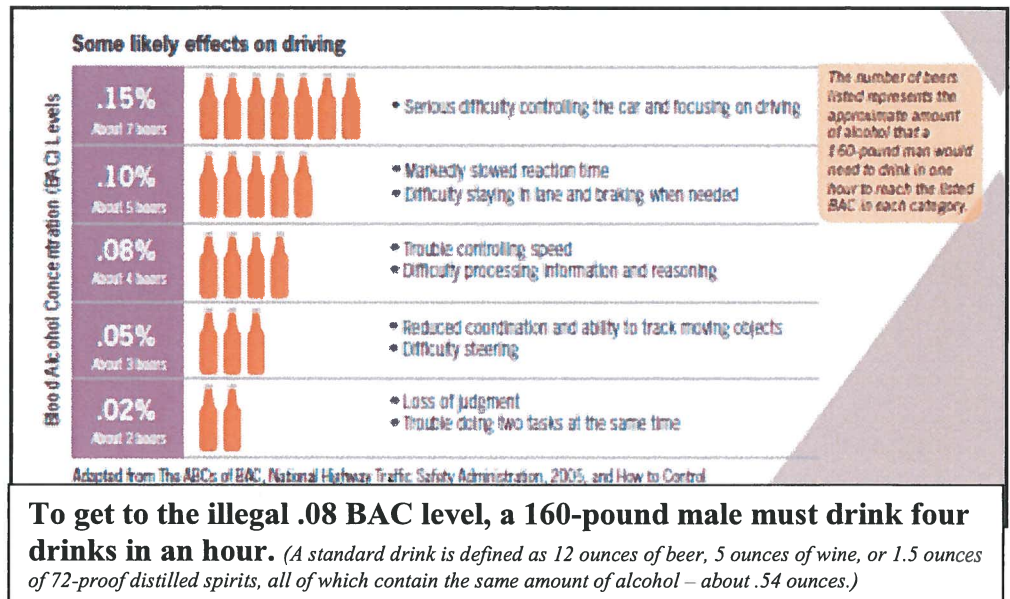 Some likely effects on driving
Blood Alcohol Concentration (BAC) Levels
.15%
About 7 beers
• Serious difficulty controlling the car and focusing on driving
.10%
About 5 beers
• Markedly slowed reaction time
• Difficulty staying in lane and braking when needed
.08%
About 4 beers
• Trouble controlling speed
• Difficulty processing information and reasoning
.05%
About 3 beers
• Reduced coordination and ability to track moving objects
• Difficulty steering
.02%
About 2 beers
• Loss of judgment
• Trouble doing two tasks at the same time
The number of beers
listed represents the
approximate amount
of alcohol that a
160-pound man would
need to drink in one
hour to reach the listed
BAC in each category.
Adapted from The ABCs of BAC, National Highway Traffic Safety Administration, 2005, and How to Control
To get to the illegal .08 BAC level, a 160-pound male must drink four
drinks in an hour. (A standard drink is defined as 12 ounces of beer, 5 ounces of wine, or 1.5 ounces
of 72-proof distilled spirits, all of which contain the same amount of alcohol – about .54 ounces.)